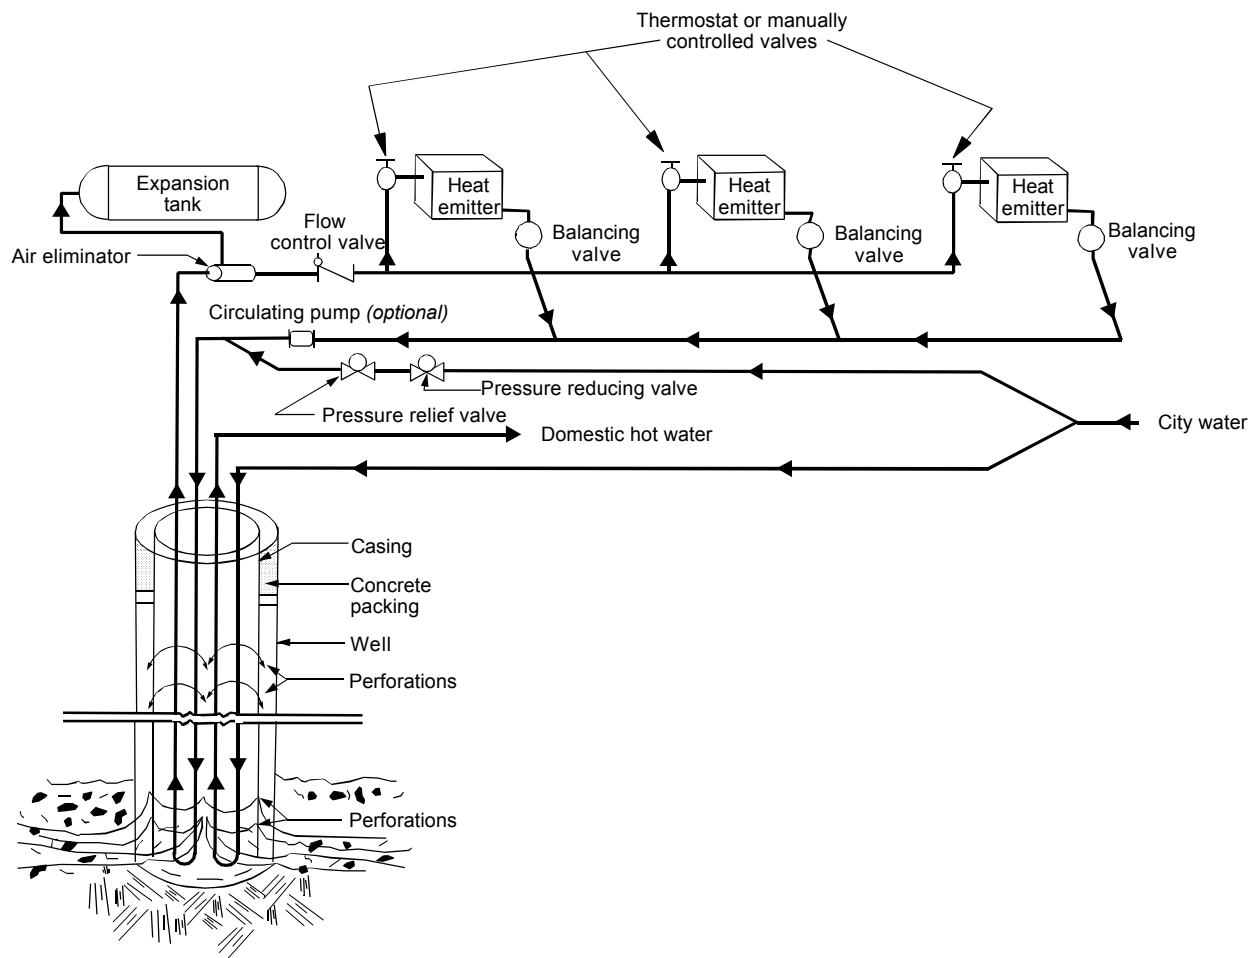 Thermostat or manually
controlled valves
Expansion
tank
Heat
emitter
Heat
emitter
Heat
emitter
Flow
control valve
Balancing
valve
Balancing
valve
Balancing
valve
Air eliminator
Circulating pump (optional)
Pressure reducing valve
Pressure relief valve
City water
Domestic hot water
Casing
Concrete
packing
Well
Perforations
Perforations